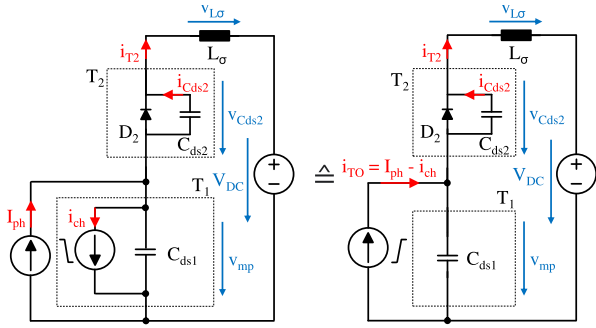 vLσ
iT2
Lσ
T2
iCds2
vCds2
D2
Cds2
VDC
T1
Iph
ich
Cds1
vmp
≙
vLσ
iT2
Lσ
T2
iCds2
vCds2
D2
Cds2
iTO = Iph - ich
VDC
T1
Cds1
vmp